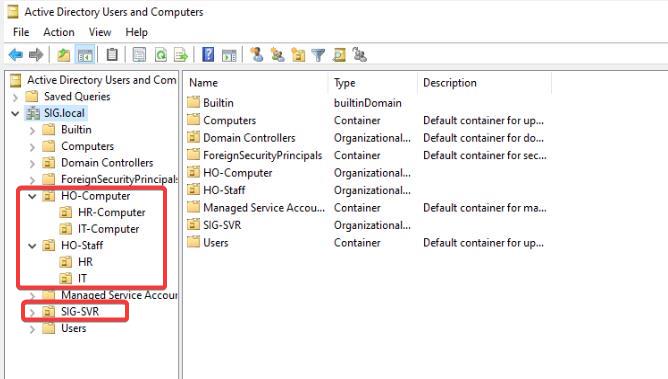 Active Directory Users and Computers
File Action View Help
Active Directory Users and Com
Saved Queries
SIG.local
Builtin
Computers
Domain Controllers
ForeignSecurityPrincipals
HO-Computer
HR-Computer
IT-Computer
HO-Staff
HR
IT
Managed Service Accour
SIG-SVR
Users
Name Type Description
Builtin builtinDomain
Computers Container Default container for up...
Domain Controllers Organizational... Default container for do...
ForeignSecurityPrincipals Container Default container for sec...
HO-Computer Organizational...
HO-Staff Organizational...
Managed Service Accou... Container Default container for ma...
SIG-SVR Organizational...
Users Container Default container for up...